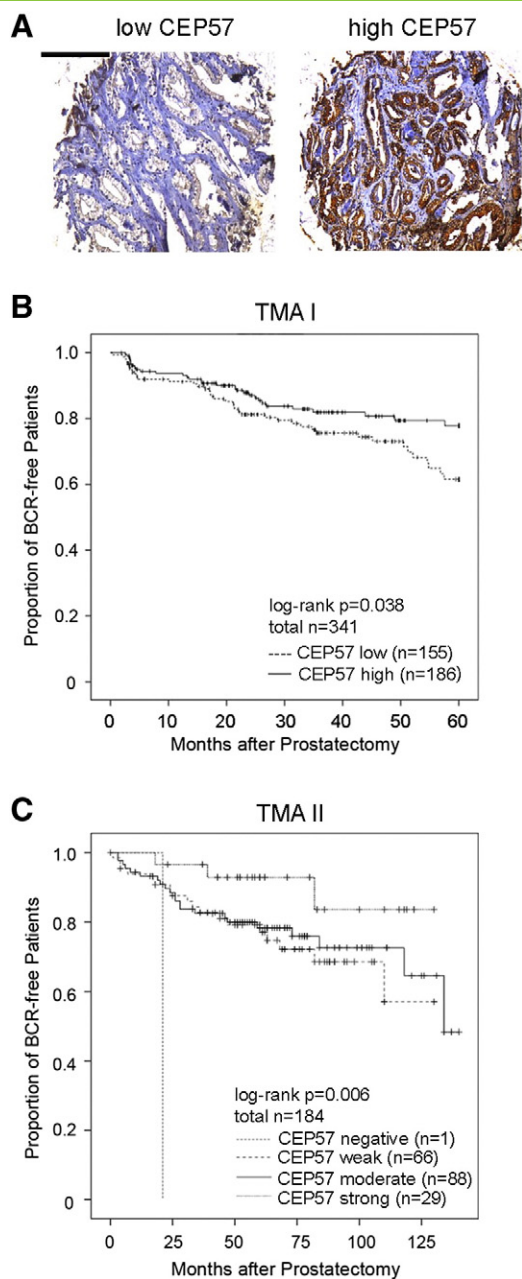 A
low CEP57 high CEP57
B
TMA I
Proportion of BCR-free Patients
1.0
0.8
0.6
0.4
0.2
0
log-rank p=0.038
total n=341
CEP57 low (n=155)
CEP57 high (n=186)
0 10 20 30 40 50 60
Months after Prostatectomy
C
TMA II
Proportion of BCR-free Patients
1.0
0.8
0.6
0.4
0.2
0
log-rank p=0.006
total n=184
CEP57 negative (n=1)
CEP57 weak (n=66)
CEP57 moderate (n=88)
CEP57 strong (n=29)
0 25 50 75 100 125
Months after Prostatectomy